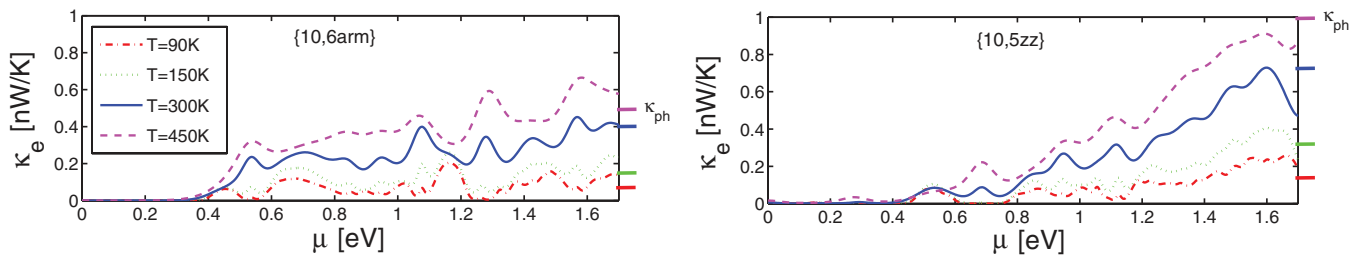 {10,6arm}
T=90K
T=150K
T=300K
T=450K
κe [nW/K]
1
0.8
0.6
0.4
0.2
0
0 0.2 0.4 0.6 0.8 1 1.2 1.4 1.6
μ [eV]
κph
{10,5zz}
κe [nW/K]
1
0.8
0.6
0.4
0.2
0
0 0.2 0.4 0.6 0.8 1 1.2 1.4 1.6
μ [eV]
κph